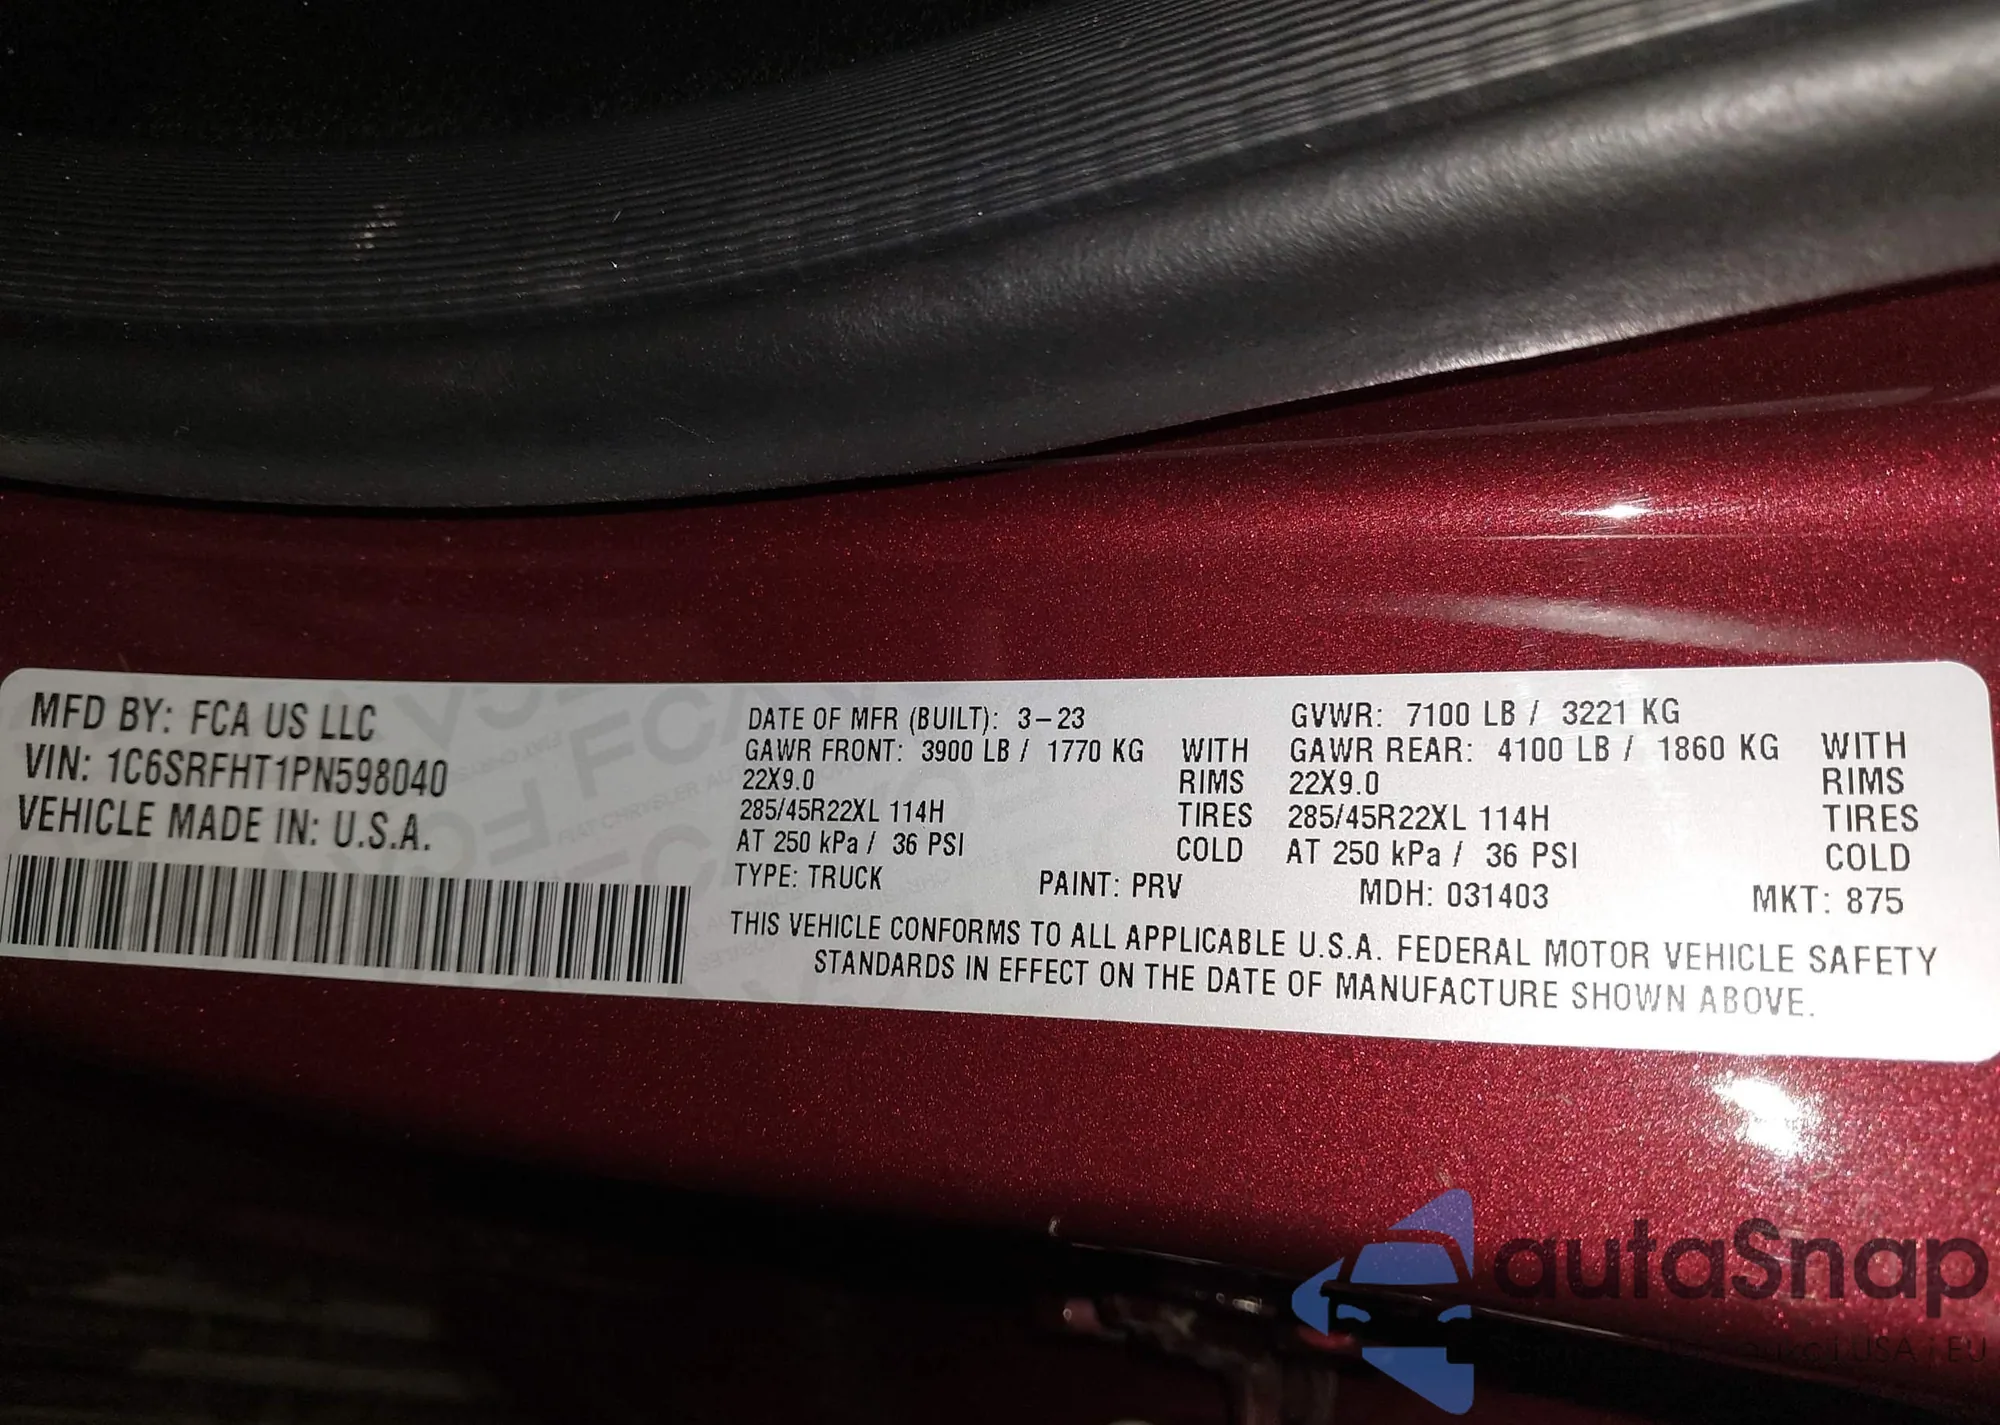 MFD BY: FCA US LLC
VIN: 1C6SRFHT1PN598040
VEHICLE MADE IN: U.S.A.
DATE OF MFR (BUILT): 3-23
GVWR: 7100 LB / 3221 KG
GAWR FRONT: 3900 LB / 1770 KG WITH
GAWR REAR: 4100 LB / 1860 KG WITH
22X9.0 RIMS
22X9.0 RIMS
285/45R22XL 114H TIRES
285/45R22XL 114H TIRES
AT 250 kPa / 36 PSI COLD
AT 250 kPa / 36 PSI COLD
TYPE: TRUCK PAINT: PRV MDH: 031403 MKT: 875
THIS VEHICLE CONFORMS TO ALL APPLICABLE U.S.A. FEDERAL MOTOR VEHICLE SAFETY
STANDARDS IN EFFECT ON THE DATE OF MANUFACTURE SHOWN ABOVE.
autaSnap
USA i EU